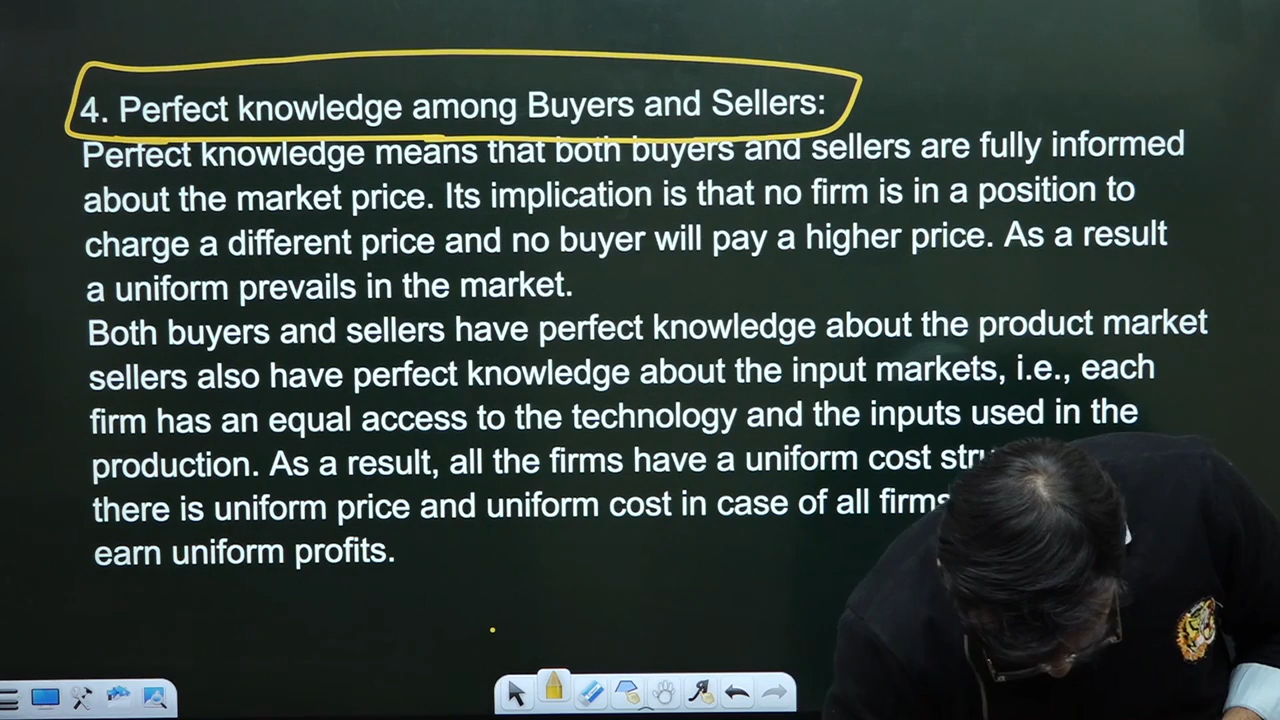 4. Perfect knowledge among Buyers and Sellers:
Perfect knowledge means that both buyers and sellers are fully informed
about the market price. Its implication is that no firm is in a position to
charge a different price and no buyer will pay a higher price. As a result
a uniform prevails in the market.
Both buyers and sellers have perfect knowledge about the product market
sellers also have perfect knowledge about the input markets, i.e., each
firm has an equal access to the technology and the inputs used in the
production. As a result, all the firms have a uniform cost
there is uniform price and uniform cost in case of all firms
earn uniform profits.